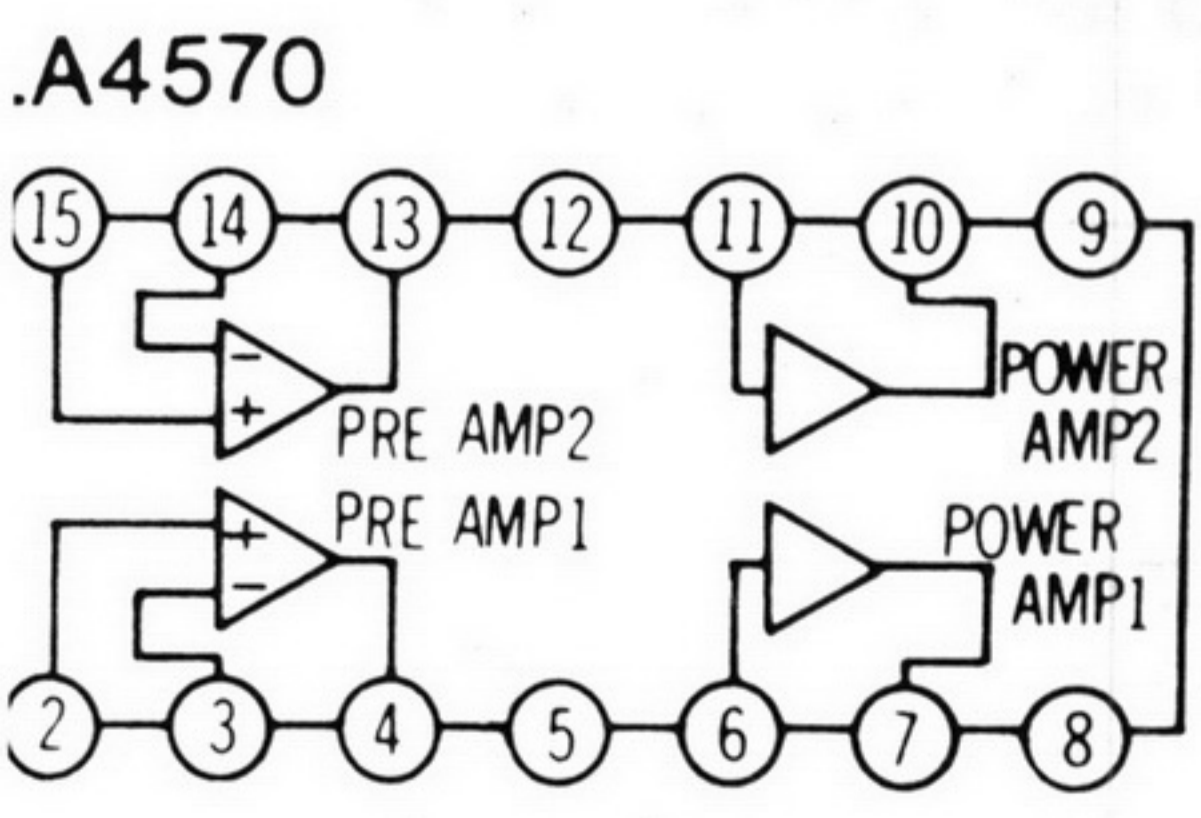 .A4570
15 14 13 12 11 10 9
−
+
POWER
AMP2
PRE AMP2
PRE AMP1
+
−
POWER
AMP1
2 3 4 5 6 7 8